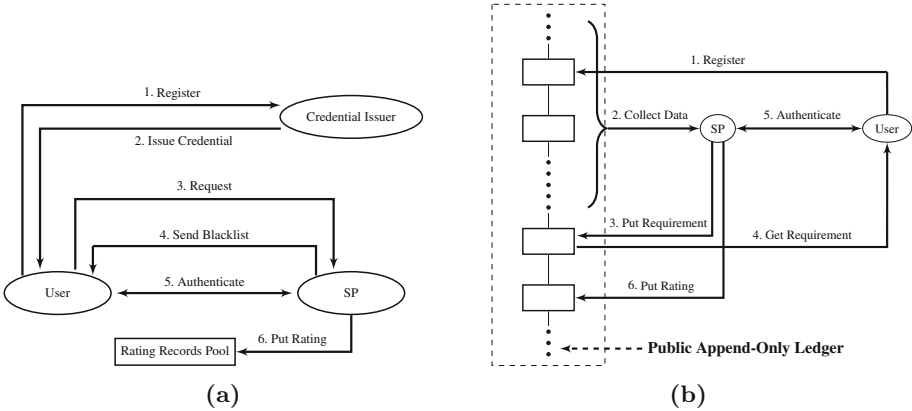 1. Register
Credential Issuer
2. Issue Credential
3. Request
4. Send Blacklist
5. Authenticate
User
SP
6. Put Rating
Rating Records Pool
(a)
1. Register
2. Collect Data
SP
5. Authenticate
User
3. Put Requirement
4. Get Requirement
6. Put Rating
Public Append-Only Ledger
(b)